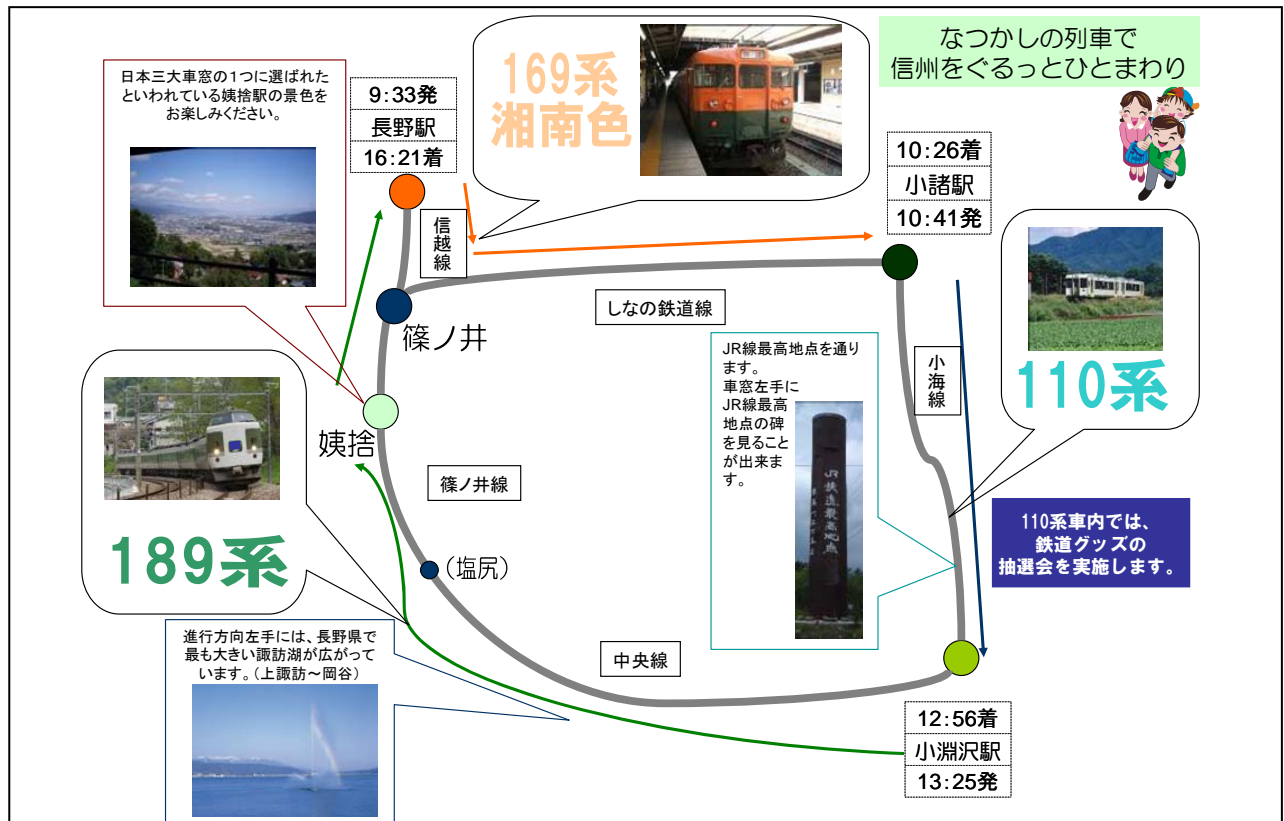 なつかしの列車で
信州をぐるっとひとまわり
日本三大車窓の1つに選ばれた
といわれている姨捨駅の景色を
お楽しみください。
9:33発
長野駅
16:21着
169系
湘南色
10:26着
小諸駅
10:41発
信越線
しなの鉄道線
篠ノ井
JR線最高地点を通り
ます。
車窓左手に
JR線最高
地点の碑
を見ること
が出来ま
す。
JR鉄道最高地点
小海線
110系
姨捨
189系
篠ノ井線
110系車内では、
鉄道グッズの
抽選会を実施します。
(塩尻)
進行方向左手には、長野県で
最も大きい諏訪湖が広がって
います。(上諏訪~岡谷)
中央線
12:56着
小淵沢駅
13:25発